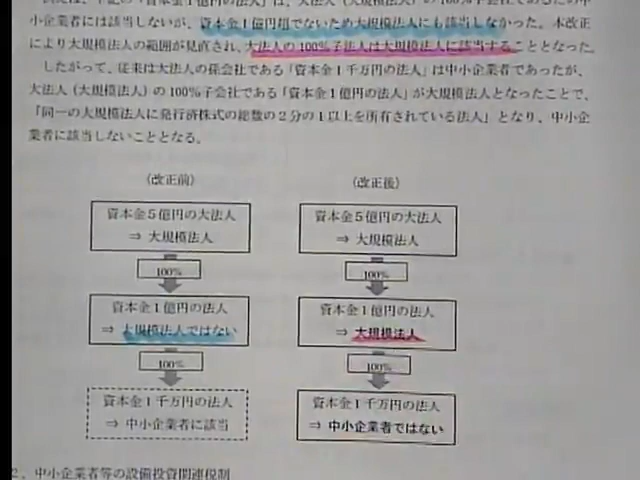 小企業者には該当しないが、資本金1億円超でないため大規模法人にも該当しなかった。本改正
により大規模法人の範囲が見直され、大法人の100%子法人は大規模法人に該当することとなった。
したがって、従来は大法人の孫会社である「資本金1千万円の法人」は中小企業者であったが、
大法人(大規模法人)の100%子会社である「資本金1億円の法人」が大規模法人となったことで、
「同一の大規模法人に発行済株式の総数の2分の1以上を所有されている法人」となり、中小企
業者に該当しないこととなる。
(改正前)
資本金5億円の大法人
⇒ 大規模法人
100%
資本金1億円の法人
⇒ 大規模法人ではない
100%
資本金1千万円の法人
⇒ 中小企業者に該当
(改正後)
資本金5億円の大法人
⇒ 大規模法人
100%
資本金1億円の法人
⇒ 大規模法人
100%
資本金1千万円の法人
⇒ 中小企業者ではない
2、中小企業者等の設備投資関連税制